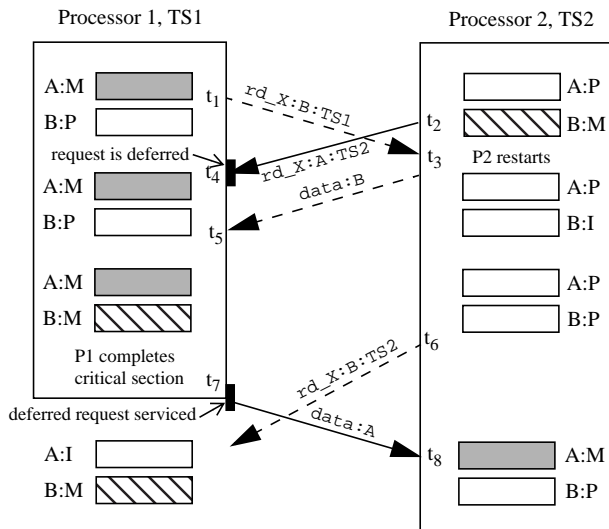 Processor 1, TS1
Processor 2, TS2
A:M
B:P
t1
rd_X:B:TS1
t2
A:P
B:M
request is deferred
t4
rd_X:A:TS2
t3
P2 restarts
A:M
B:P
data:B
t5
A:P
B:I
A:M
B:M
A:P
B:P
t6
P1 completes
critical section
t7
rd_X:B:TS2
deferred request serviced
data:A
A:I
B:M
t8
A:M
B:P